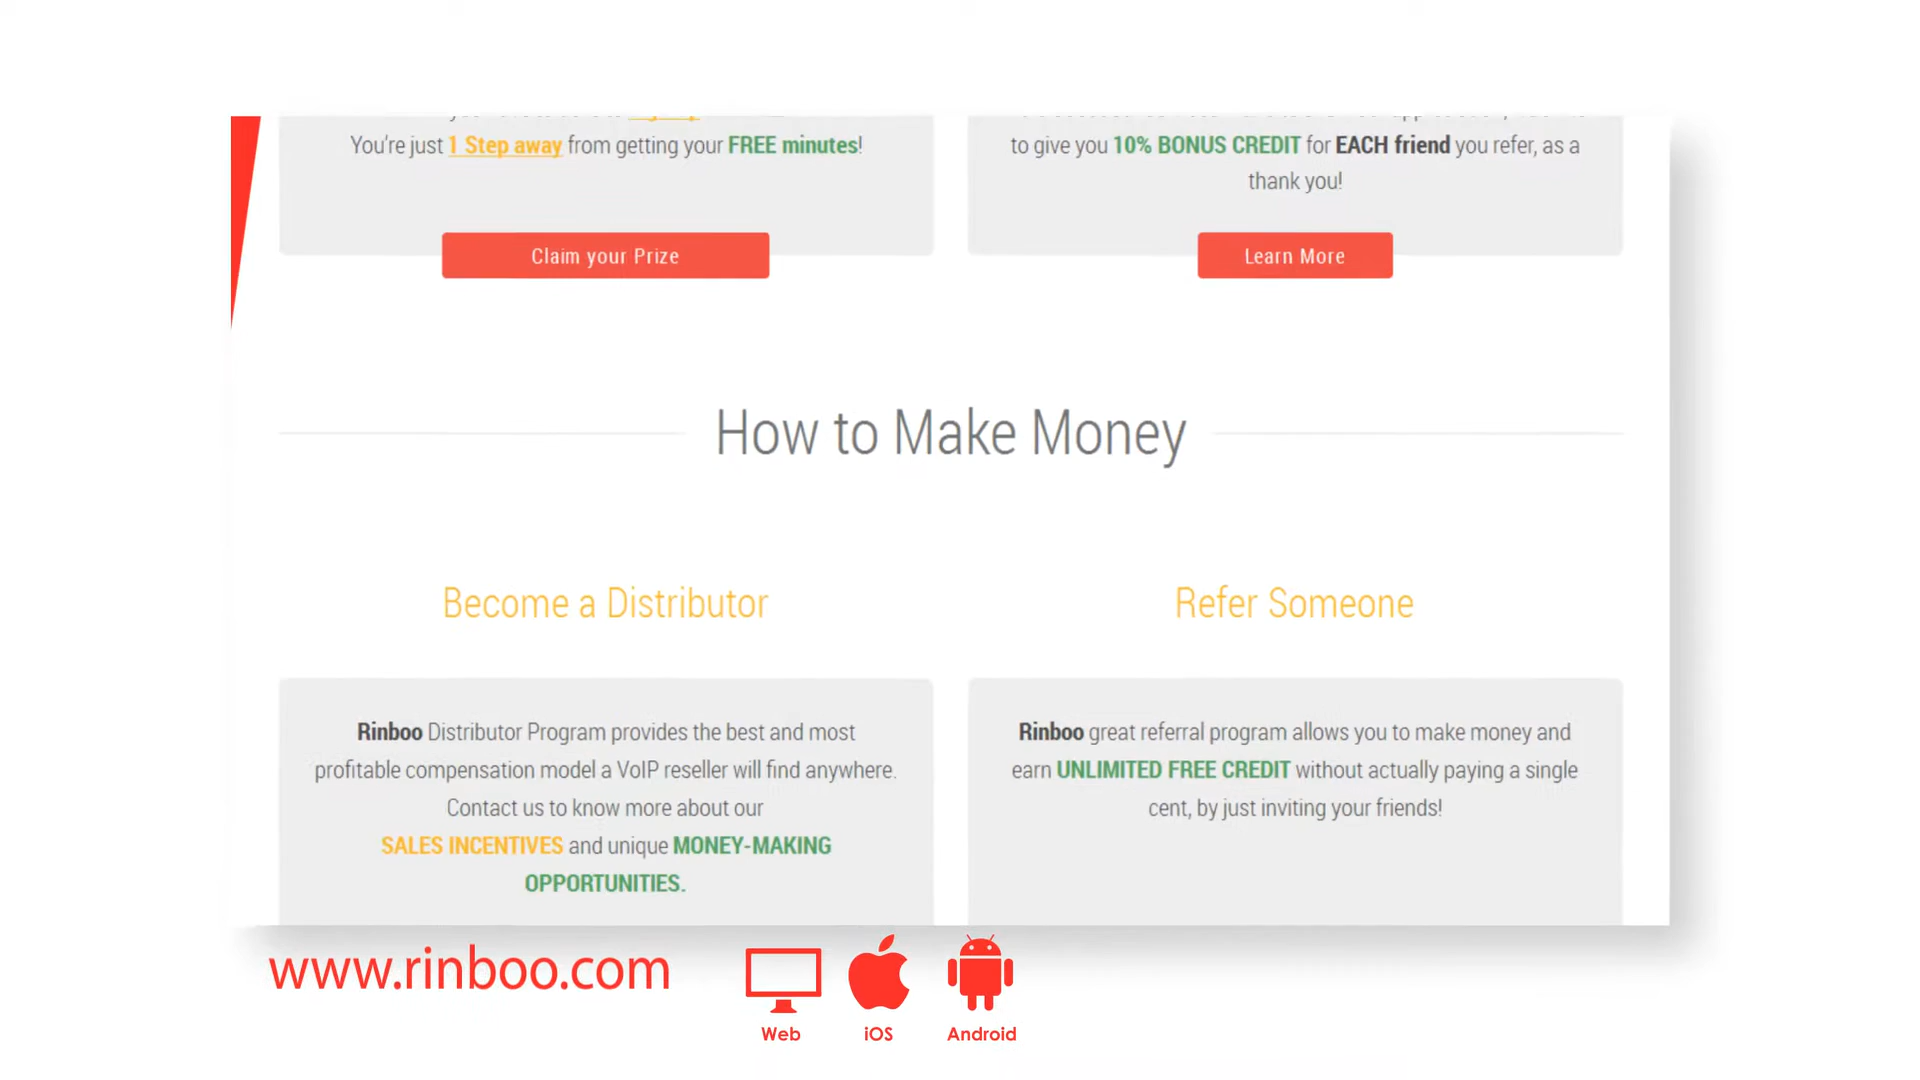 You're just 1 Step away from getting your FREE minutes!
Claim your Prize
to give you 10% BONUS CREDIT for EACH friend you refer, as a
thank you!
Learn More
How to Make Money
Become a Distributor
Rinboo Distributor Program provides the best and most
profitable compensation model a VoIP reseller will find anywhere.
Contact us to know more about our
SALES INCENTIVES and unique MONEY-MAKING
OPPORTUNITIES.
Refer Someone
Rinboo great referral program allows you to make money and
earn UNLIMITED FREE CREDIT without actually paying a single
cent, by just inviting your friends!
www.rinboo.com
Web
iOS
Android